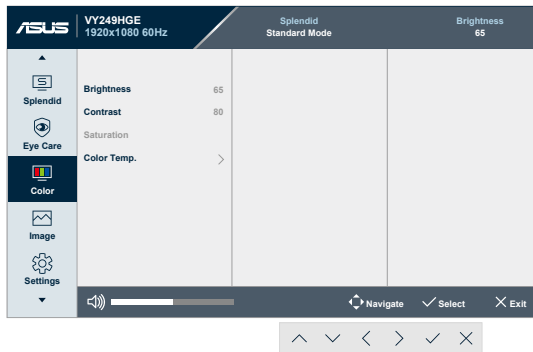 ASUS
VY249HGE
1920x1080 60Hz
Splendid
Standard Mode
Brightness
65
Splendid
Eye Care
Color
Image
Settings
Brightness 65
Contrast 80
Saturation
Color Temp.
Navigate Select Exit